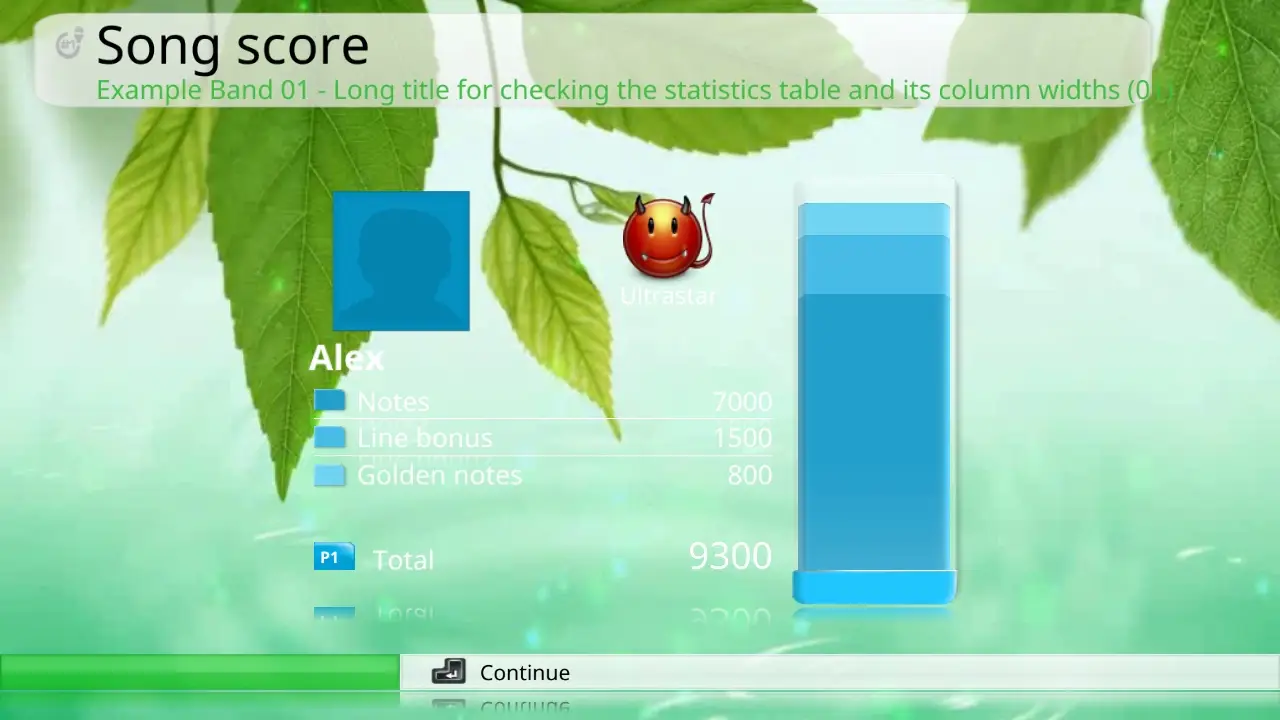 Song score
Example Band 01 - Long title for checking the statistics table and its column widths (0
Ultrastar
Alex
Notes 7000
Line bonus 1500
Golden notes 800
P1 Total 9300
Continue